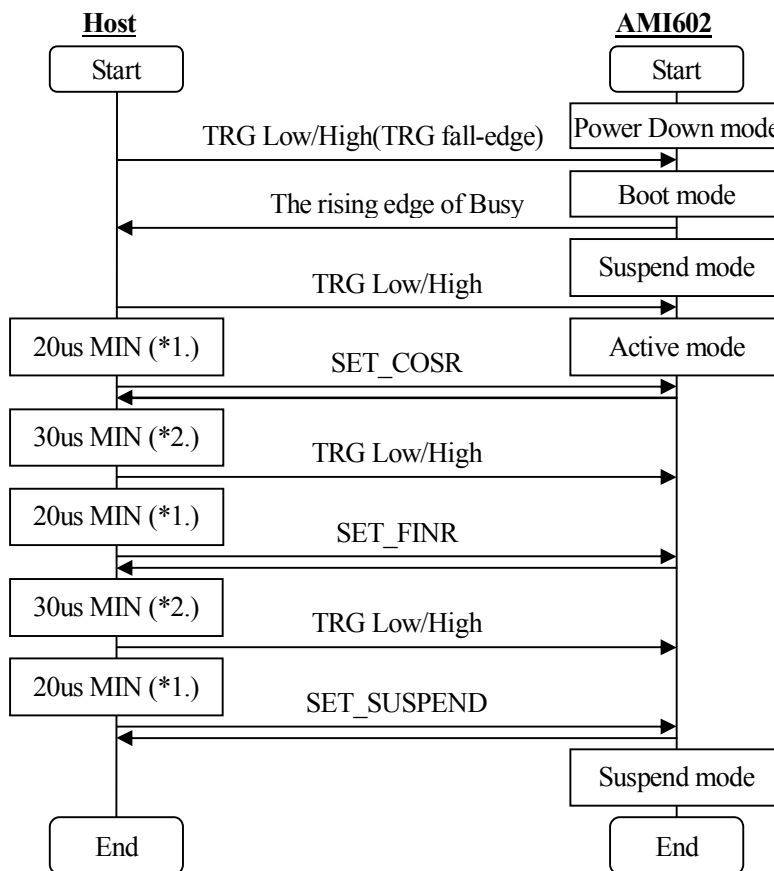 Host
AMI602
Start
Start
Power Down mode
TRG Low/High(TRG fall-edge)
Boot mode
The rising edge of Busy
Suspend mode
TRG Low/High
20us MIN (*1.)
Active mode
SET_COSR
30us MIN (*2.)
TRG Low/High
20us MIN (*1.)
SET_FINR
30us MIN (*2.)
TRG Low/High
20us MIN (*1.)
SET_SUSPEND
Suspend mode
End
End